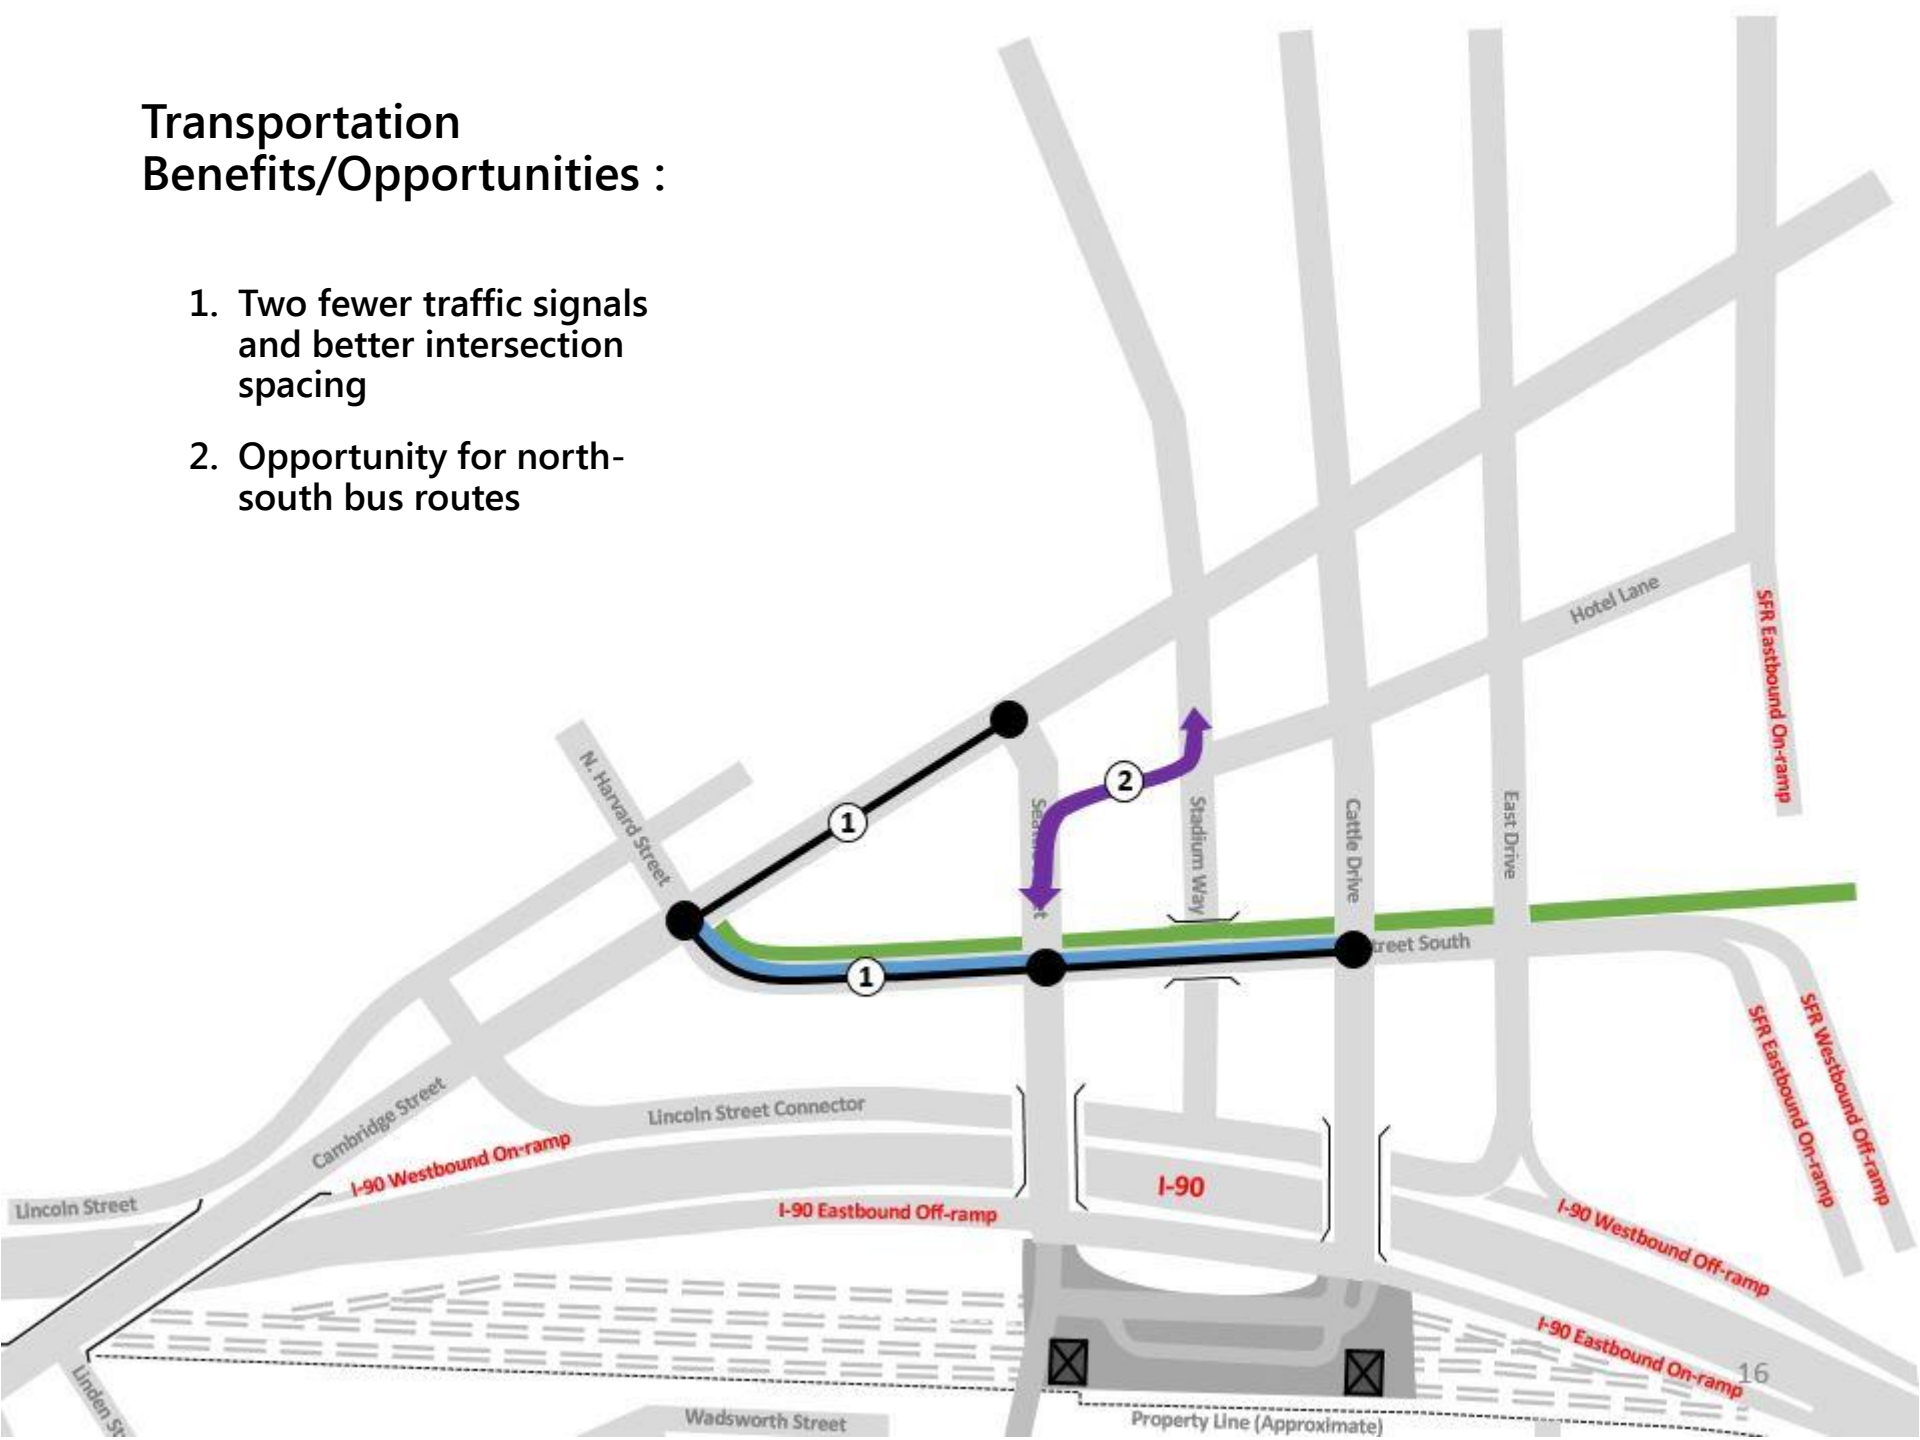 Transportation
Benefits/Opportunities :
1. Two fewer traffic signals
and better intersection
spacing
2. Opportunity for north-
south bus routes
Hotel Lane
SFR Eastbound On-ramp
N. Harvard Street
1
2
Stadium Way
Cattle Drive
East Drive
1
treet South
SFR Eastbound On-ramp
SFR Westbound Off-ramp
Cambridge Street
Lincoln Street Connector
I-90 Westbound On-ramp
Lincoln Street
I-90 Eastbound Off-ramp
I-90
I-90 Westbound Off-ramp
I-90 Eastbound On-ramp
16
Linden St
Wadsworth Street
Property Line (Approximate)